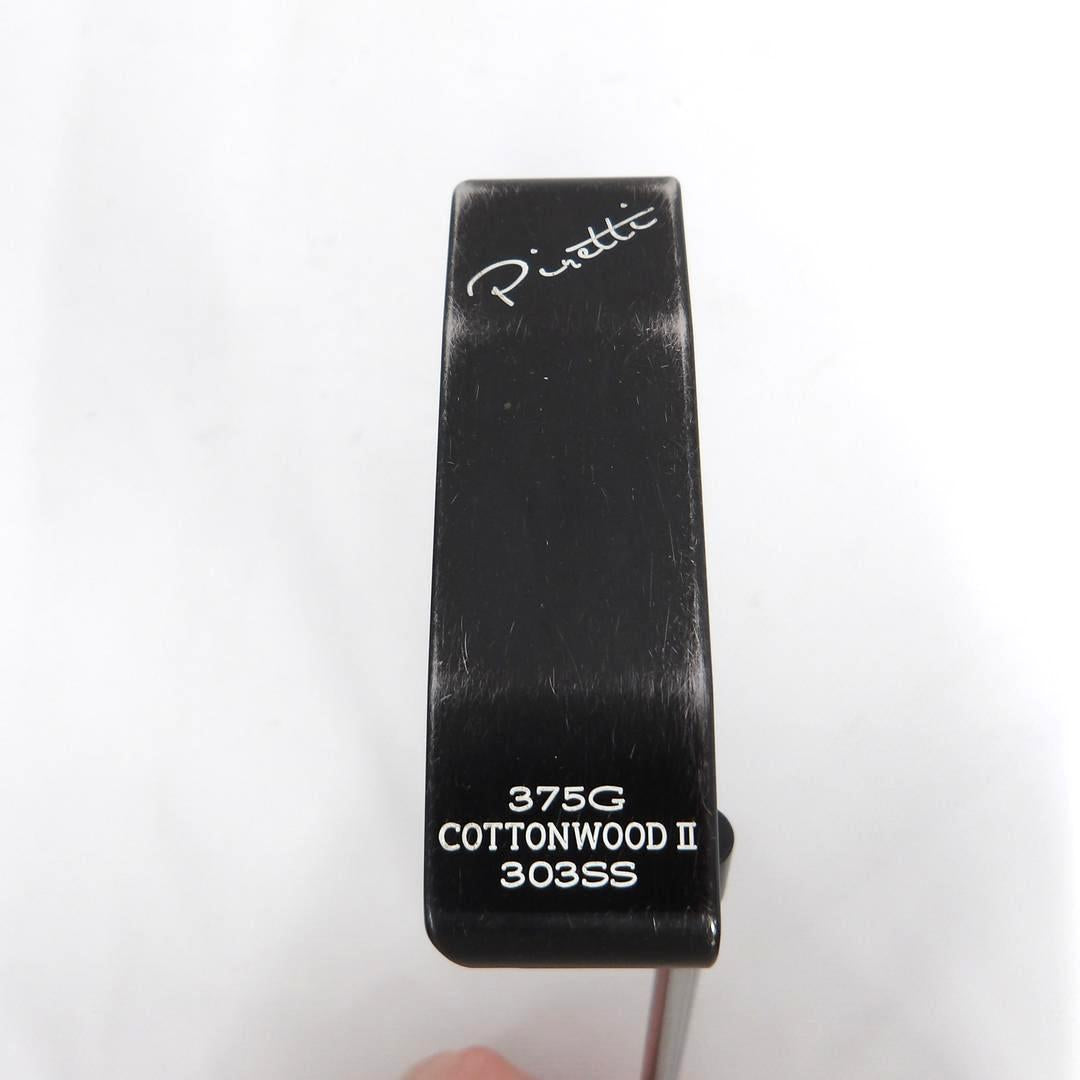 Piretti
375G
COTTONWOOD II
303SS